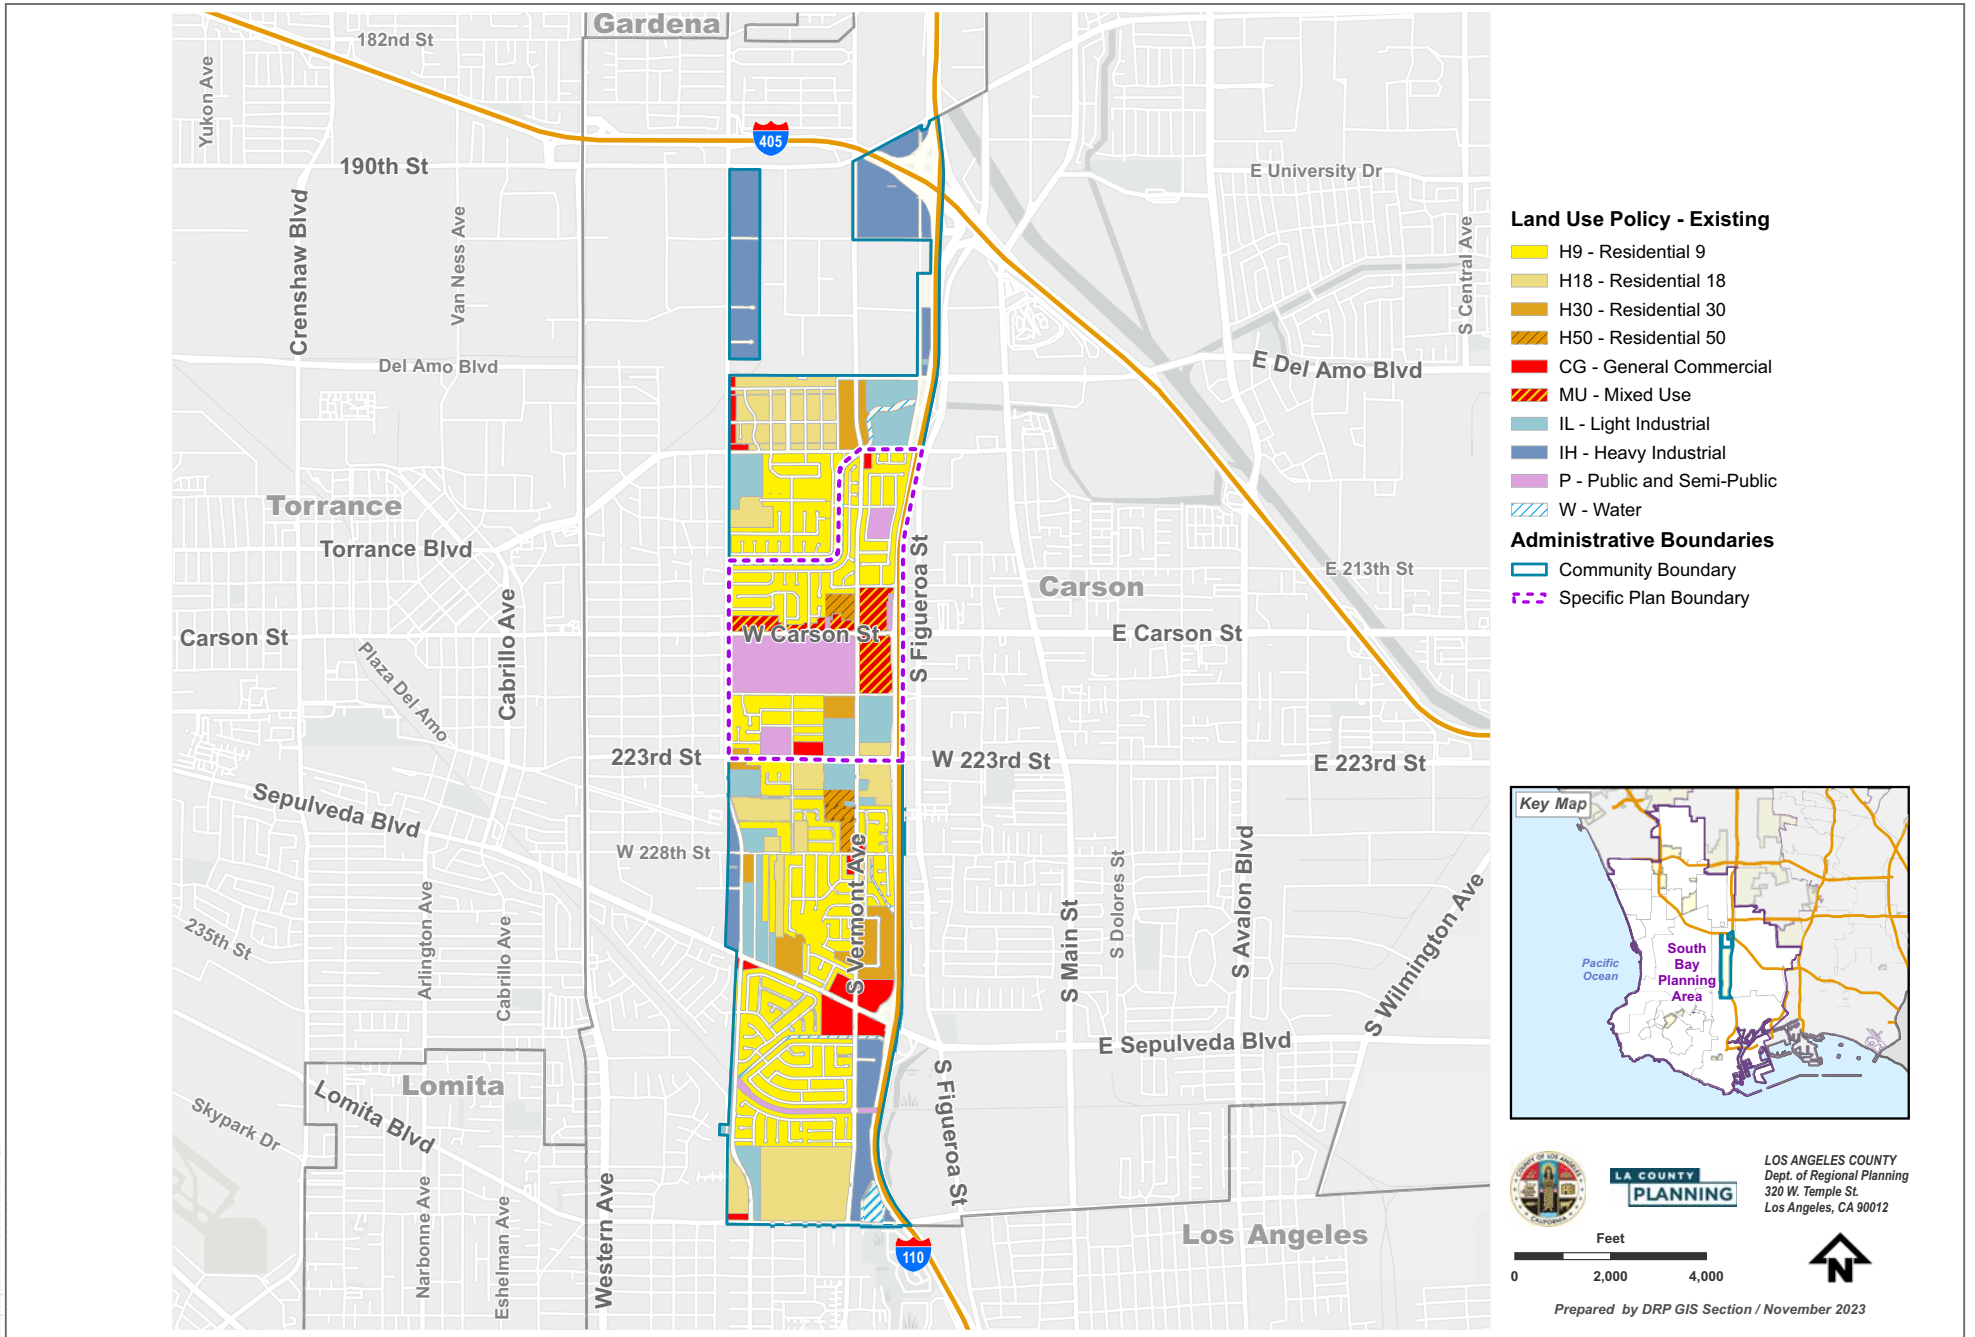 Gardena
182nd St
Yukon Ave
405
190th St
E University Dr
Crenshaw Blvd
Van Ness Ave
S Central Ave
Del Amo Blvd
E Del Amo Blvd
Torrance
Torrance Blvd
S Figueroa St
E 213th St
Carson
Carson St
W Carson St
E Carson St
Plaza Del Amo
Cabrillo Ave
223rd St
W 223rd St
E 223rd St
Sepulveda Blvd
W 228th St
S Vermont Ave
S Dolores St
S Avalon Blvd
S Main St
S Wilmington Ave
235th St
Arlington Ave
Cabrillo Ave
E Sepulveda Blvd
Lomita
Lomita Blvd
Skypark Dr
S Figueroa St
Narbonne Ave
Eshelman Ave
Western Ave
Los Angeles
110
Land Use Policy - Existing
H9 - Residential 9
H18 - Residential 18
H30 - Residential 30
H50 - Residential 50
CG - General Commercial
MU - Mixed Use
IL - Light Industrial
IH - Heavy Industrial
P - Public and Semi-Public
W - Water
Administrative Boundaries
Community Boundary
Specific Plan Boundary
Key Map
Pacific
Ocean
South
Bay
Planning
Area
COUNTY OF LOS ANGELES
CALIFORNIA
LA COUNTY
PLANNING
LOS ANGELES COUNTY
Dept. of Regional Planning
320 W. Temple St.
Los Angeles, CA 90012
Feet
0 2,000 4,000
N
Prepared by DRP GIS Section / November 2023